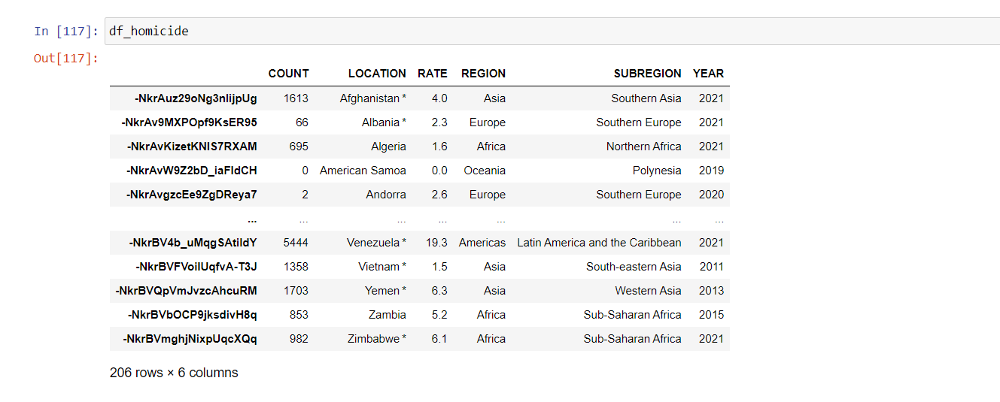 In [117]: df_homicide
Out[117]:
COUNT LOCATION RATE REGION SUBREGION YEAR
-NkrAuz29oNg3nlijpUg 1613 Afghanistan * 4.0 Asia Southern Asia 2021
-NkrAv9MXPOpf9KsER95 66 Albania * 2.3 Europe Southern Europe 2021
-NkrAvKizetKNIS7RXAM 695 Algeria 1.6 Africa Northern Africa 2021
-NkrAvW9Z2bD_iaFldCH 0 American Samoa 0.0 Oceania Polynesia 2019
-NkrAvgzcEe9ZgDReya7 2 Andorra 2.6 Europe Southern Europe 2020
... ... ... ... ... ... ...
-NkrBV4b_uMqgSAtildY 5444 Venezuela * 19.3 Americas Latin America and the Caribbean 2021
-NkrBVFVoilUqfvA-T3J 1358 Vietnam * 1.5 Asia South-eastern Asia 2011
-NkrBVQpVmJvzcAhcuRM 1703 Yemen * 6.3 Asia Western Asia 2013
-NkrBVbOCP9jksdivH8q 853 Zambia 5.2 Africa Sub-Saharan Africa 2015
-NkrBVmghjNixpUqcXQq 982 Zimbabwe * 6.1 Africa Sub-Saharan Africa 2021
206 rows × 6 columns